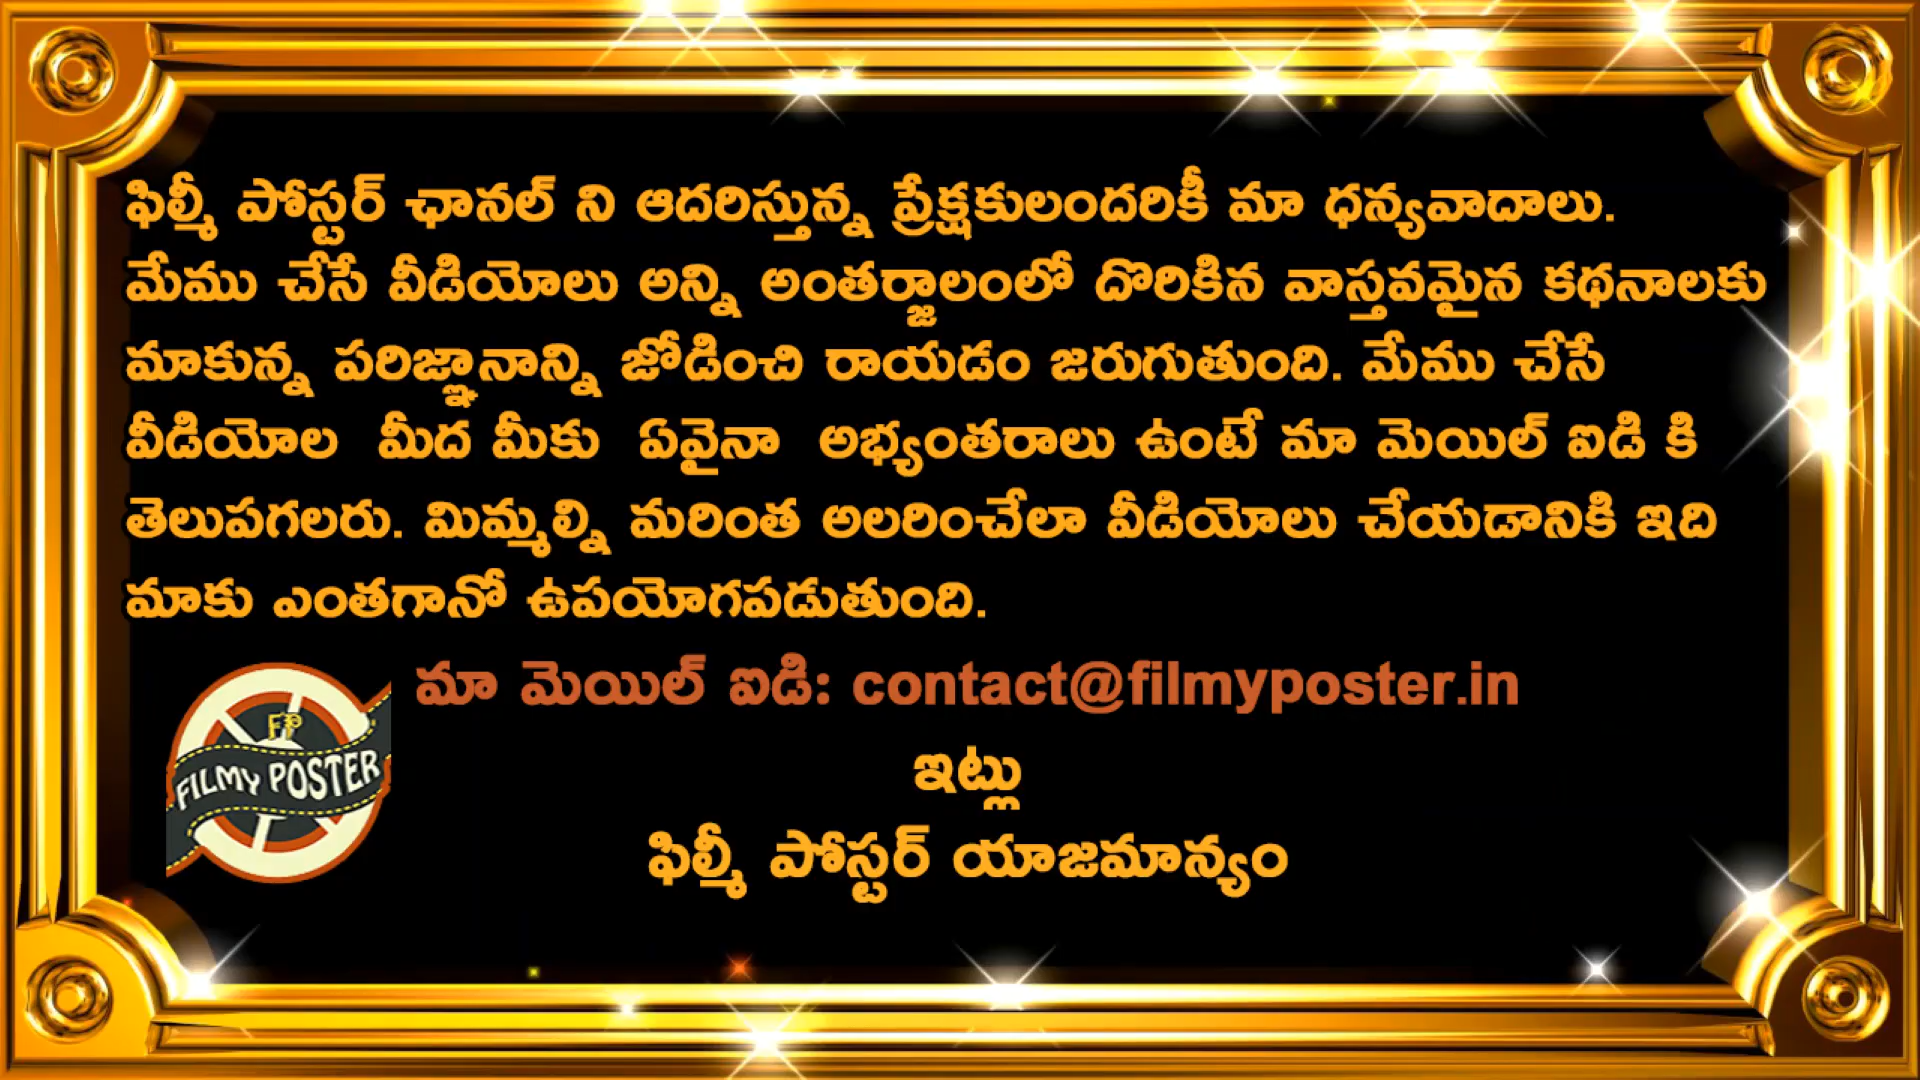 ఫిల్మీ పోస్టర్ ఛానల్ ని ఆదరిస్తున్న ప్రేక్షకులందరికీ మా ధన్యవాదాలు.
మేము చేసే వీడియోలు అన్ని అంతర్జాలంలో దొరికిన వాస్తవమైన కథనాలకు
మాకున్న పరిజ్ఞానాన్ని జోడించి రాయడం జరుగుతుంది. మేము చేసే
వీడియోల మీద మీకు ఏవైనా అభ్యంతరాలు ఉంటే మా మెయిల్ ఐడి కి
తెలుపగలరు. మిమ్మల్ని మరింత అలరించేలా వీడియోలు చేయడానికి ఇది
మాకు ఎంతగానో ఉపయోగపడుతుంది.
మా మెయిల్ ఐడి: contact@filmyposter.in
FP
FILMY POSTER
ఇట్లు
ఫిల్మీ పోస్టర్ యాజమాన్యం